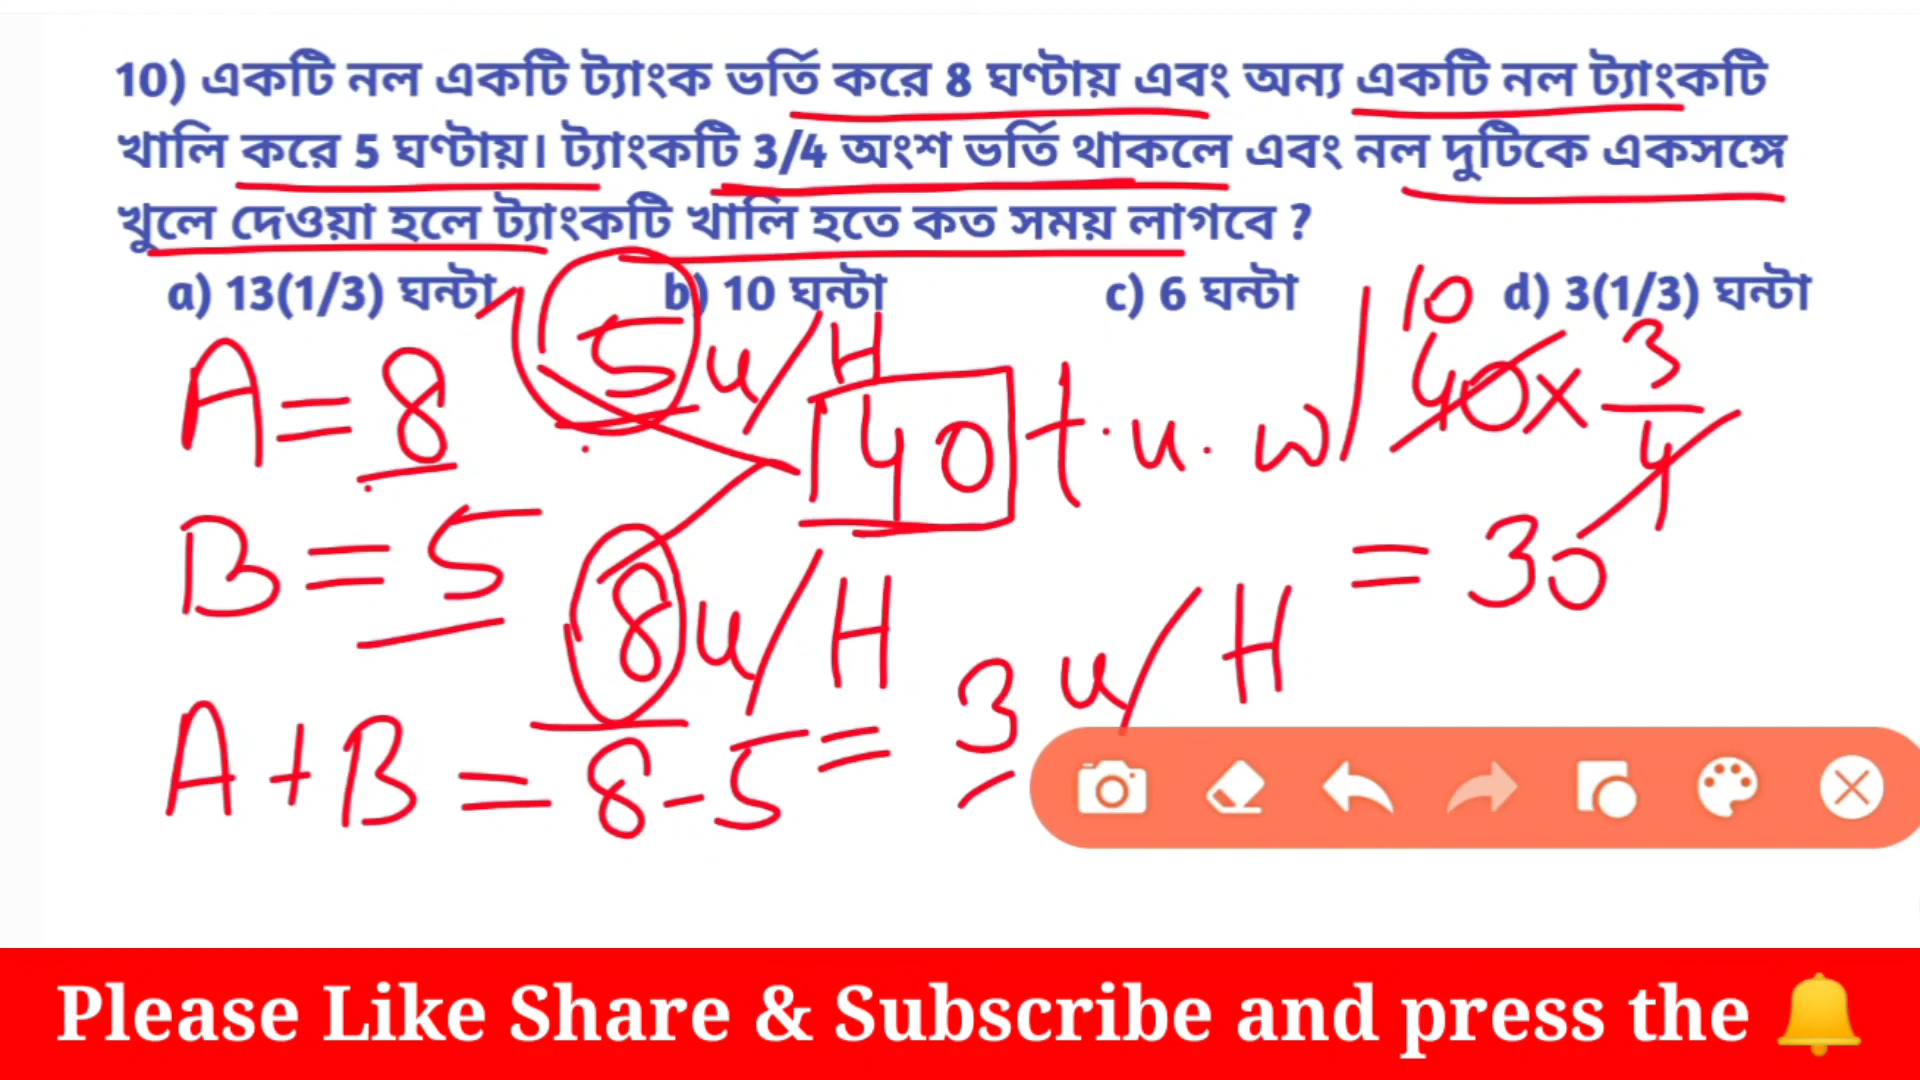 10) একটি নল একটি ট্যাংক ভর্তি করে 8 ঘণ্টায় এবং অন্য একটি নল ট্যাংকটি
খালি করে 5 ঘণ্টায়। ট্যাংকটি 3/4 অংশ ভর্তি থাকলে এবং নল দুটিকে একসঙ্গে
খুলে দেওয়া হলে ট্যাংকটি খালি হতে কত সময় লাগবে ?
a) 13(1/3) ঘন্টা b) 10 ঘন্টা c) 6 ঘন্টা d) 3(1/3) ঘন্টা
A = 8 5 u/H 40 t.u.w 10 40 × 3/4
B = 5 8 u/H = 30
A + B = 8 - 5 = 3 u/H
Please Like Share & Subscribe and press the